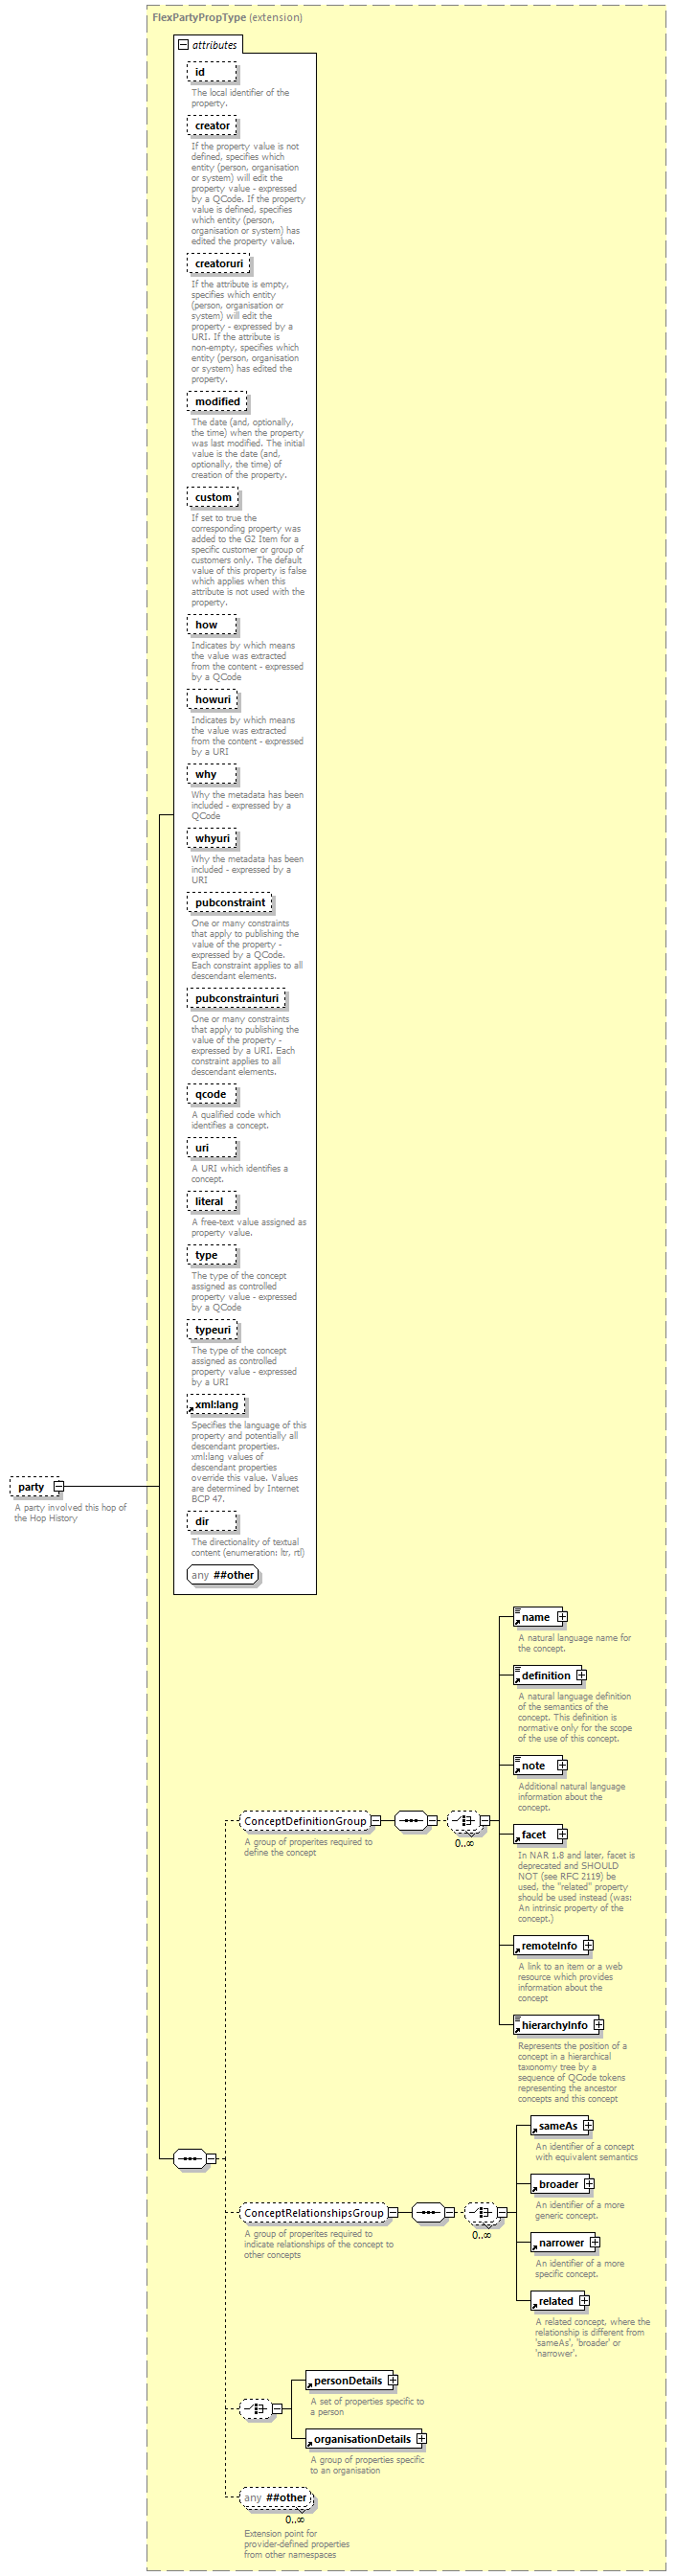 FlexPartyPropType (extension)
attributes
id
The local identifier of the
property.
creator
If the property value is not
defined, specifies which
entity (person, organisation
or system) will edit the
property value - expressed
by a QCode. If the property
value is defined, specifies
which entity (person,
organisation or system) has
edited the property value.
creatoruri
If the attribute is empty,
specifies which entity
(person, organisation or
system) will edit the
property - expressed by a
URI. If the attribute is
non-empty, specifies which
entity (person, organisation
or system) has edited the
property.
modified
The date (and, optionally,
the time) when the property
was last modified. The initial
value is the date (and,
optionally, the time) of
creation of the property.
custom
If set to true the
corresponding property was
added to the G2 Item for a
specific customer or group of
customers only. The default
value of this property is false
which applies when this
attribute is not used with the
property.
how
Indicates by which means
the value was extracted
from the content - expressed
by a QCode
howuri
Indicates by which means
the value was extracted
from the content - expressed
by a URI
why
Why the metadata has been
included - expressed by a
QCode
whyuri
Why the metadata has been
included - expressed by a
URI
pubconstraint
One or many constraints
that apply to publishing the
value of the property -
expressed by a QCode.
Each constraint applies to all
descendant elements.
pubconstrainturi
One or many constraints
that apply to publishing the
value of the property -
expressed by a URI. Each
constraint applies to all
descendant elements.
qcode
A qualified code which
identifies a concept.
uri
A URI which identifies a
concept.
literal
A free-text value assigned as
property value.
type
The type of the concept
assigned as controlled
property value - expressed
by a QCode
typeuri
The type of the concept
assigned as controlled
property value - expressed
by a URI
xml:lang
Specifies the language of this
property and potentially all
descendant properties.
xml:lang values of
descendant properties
override this value. Values
are determined by Internet
BCP 47.
dir
The directionality of textual
content (enumeration: ltr, rtl)
any ##other
party
A party involved this hop of
the Hop History
ConceptDefinitionGroup
0..∞
A group of properites required to
define the concept
name
A natural language name for
the concept.
definition
A natural language definition
of the semantics of the
concept. This definition is
normative only for the scope
of the use of this concept.
note
Additional natural language
information about the
concept.
facet
In NAR 1.8 and later, facet is
deprecated and SHOULD
NOT (see RFC 2119) be
used, the "related" property
should be used instead (was:
An intrinsic property of the
concept.)
remoteInfo
A link to an item or a web
resource which provides
information about the
concept
hierarchyInfo
Represents the position of a
concept in a hierarchical
taxonomy tree by a
sequence of QCode tokens
representing the ancestor
concepts and this concept
ConceptRelationshipsGroup
0..∞
A group of properites required to
indicate relationships of the concept to
other concepts
sameAs
An identifier of a concept
with equivalent semantics
broader
An identifier of a more
generic concept.
narrower
An identifier of a more
specific concept.
related
A related concept, where the
relationship is different from
'sameAs', 'broader' or
'narrower'.
personDetails
A set of properties specific to
a person
organisationDetails
A group of properties specific
to an organisation
any ##other
0..∞
Extension point for
provider-defined properties
from other namespaces